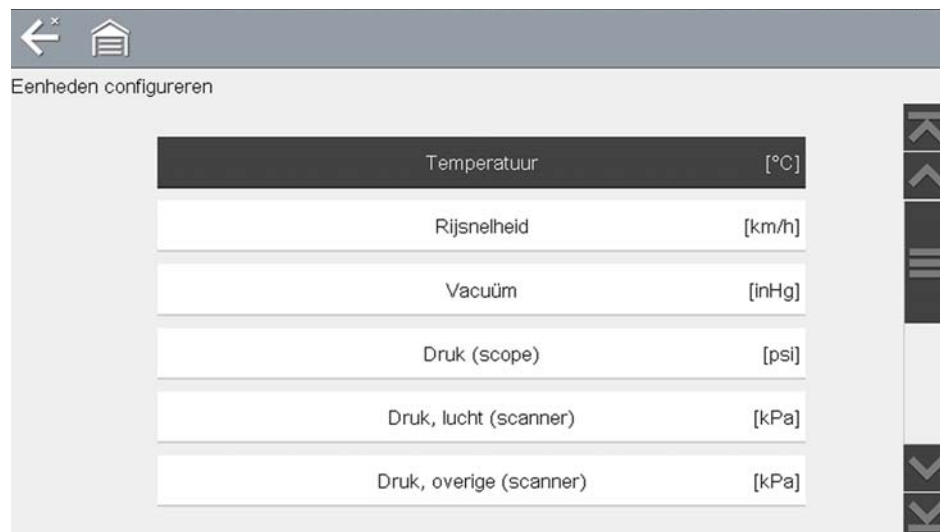 Eenheden configureren
Temperatuur [°C]
Rijsnelheid [km/h]
Vacuüm [inHg]
Druk (scope) [psi]
Druk, lucht (scanner) [kPa]
Druk, overige (scanner) [kPa]